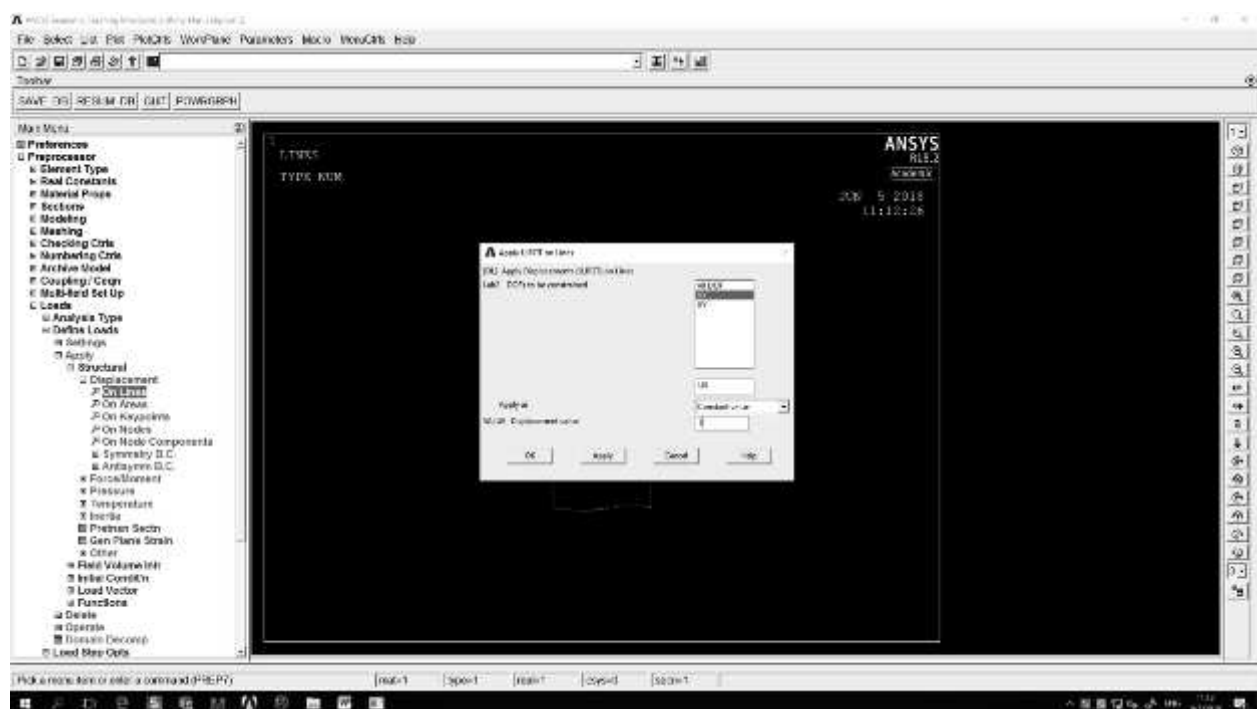 File Select List Plot PlotCtrls WorkPlane Parameters Macro MenuCtrls Help
Toolbar
SAVE_DB RESUM_DB QUIT POWRGRPH
Main Menu
Preferences
Preprocessor
Element Type
Real Constants
Material Props
Sections
Modeling
Meshing
Checking Ctrls
Numbering Ctrls
Archive Model
Coupling / Ceqn
Multi-field Set Up
Loads
Analysis Type
Define Loads
Settings
Apply
Structural
Displacement
On Lines
On Areas
On Keypoints
On Nodes
On Node Components
Symmetry B.C.
Antisymm B.C.
Force/Moment
Pressure
Temperature
Inertia
Pretnsn Sectn
Gen Plane Strain
Other
Field Volume Intr
Initial Condit'n
Load Vector
Functions
Delete
Operate
Domain Decomp
Load Step Opts
1
LINES
TYPE NUM
ANSYS
R18.2
Academic
JUN 5 2018
11:12:26
Apply U,ROT on Lines
[DL] Apply Displacements (U,ROT) on Lines
Lab2 DOFs to be constrained
All DOF
UX
UY
Apply as
Constant value
VALUE Displacement value
OK Apply Cancel Help
Pick a menu item or enter a command (PREP7)
mat=1 type=1 real=1 csys=0 secn=1